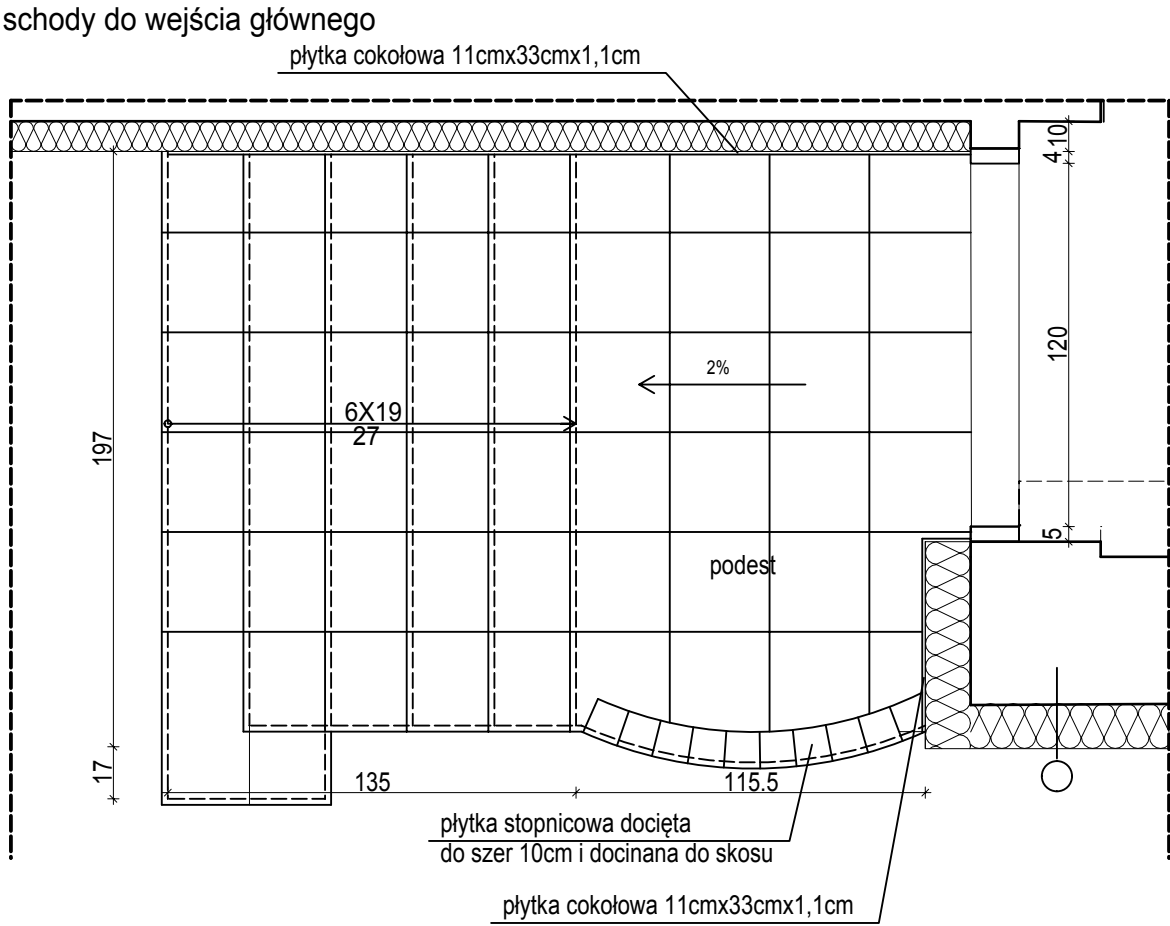 schody do wejścia głównego
płytka cokołowa 11cmx33cmx1,1cm
10
4
120
2%
6X19
27
197
5
podest
17
135
115.5
płytka stopnicowa docięta
do szer 10cm i docinana do skosu
płytka cokołowa 11cmx33cmx1,1cm